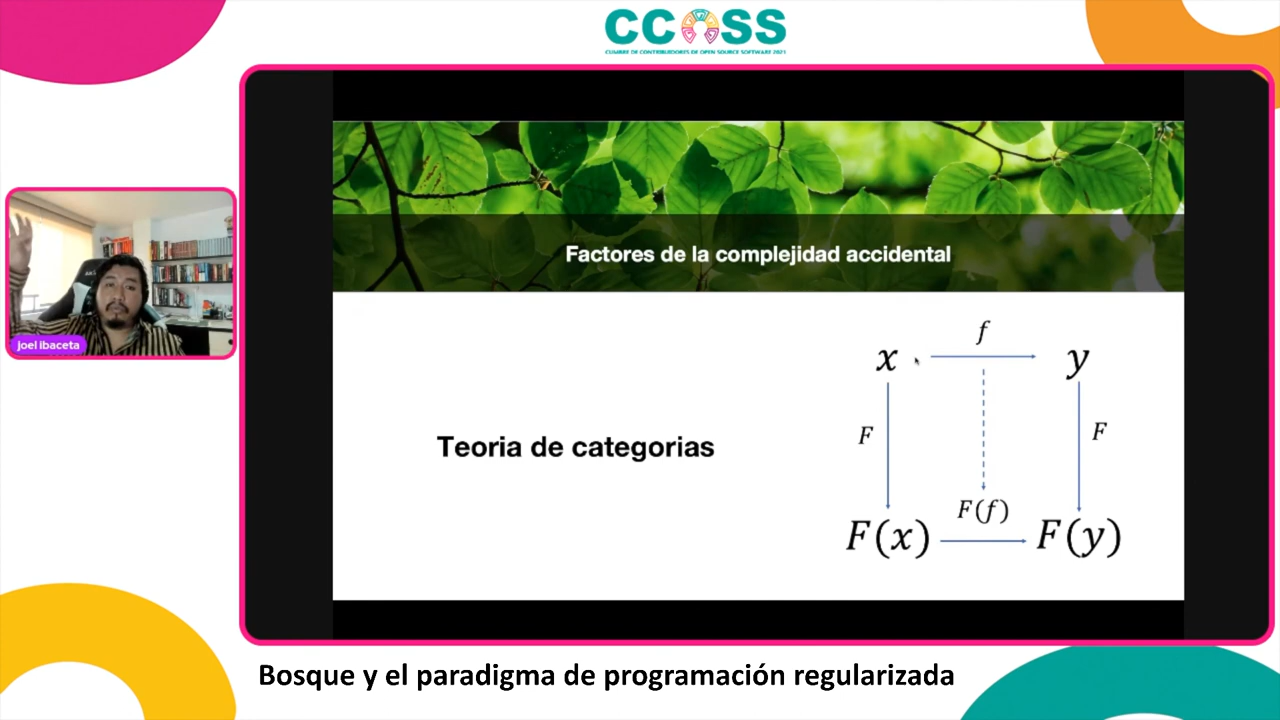 CCOSS
CUMBRE DE CONTRIBUIDORES DE OPEN SOURCE SOFTWARE 2021
Factores de la complejidad accidental
f
x y
F F
Teoria de categorias
F(f)
F(x) F(y)
joel ibaceta
Bosque y el paradigma de programación regularizada